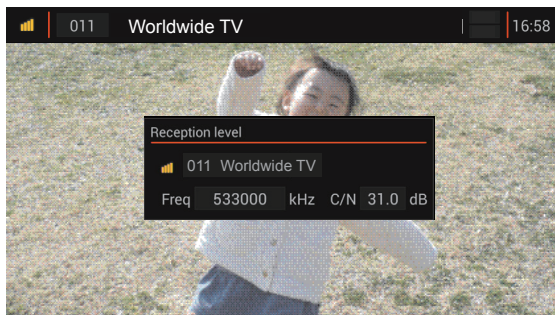 011 Worldwide TV 16:58
Reception level
011 Worldwide TV
Freq 533000 kHz C/N 31.0 dB